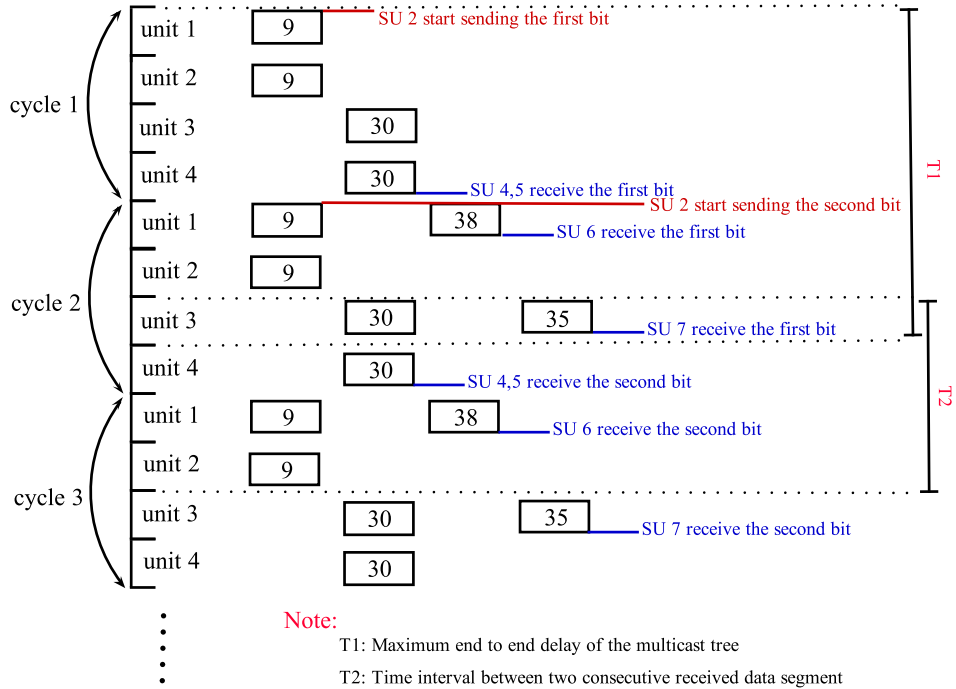 unit 1 9 SU 2 start sending the first bit
unit 2 9
cycle 1
unit 3 30
T1
unit 4 30 SU 4,5 receive the first bit
SU 2 start sending the second bit
unit 1 9 38 SU 6 receive the first bit
unit 2 9
cycle 2
unit 3 30 35 SU 7 receive the first bit
unit 4 30 SU 4,5 receive the second bit
T2
unit 1 9 38 SU 6 receive the second bit
unit 2 9
cycle 3
unit 3 30 35 SU 7 receive the second bit
unit 4 30
Note:
T1: Maximum end to end delay of the multicast tree
T2: Time interval between two consecutive received data segment